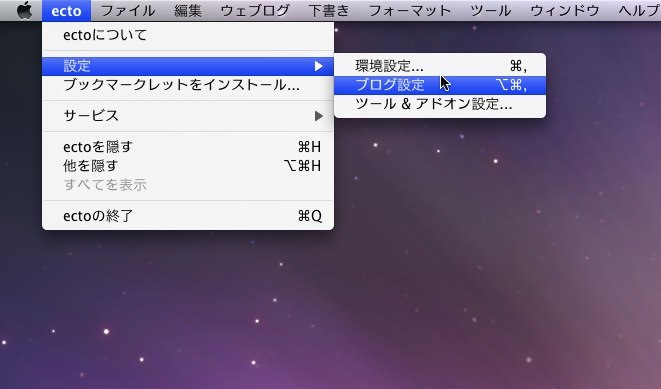 ecto ファイル 編集 ウェブログ 下書き フォーマット ツール ウィンドウ ヘルプ
ectoについて
設定
ブックマークレットをインストール...
サービス
ectoを隠す ⌘H
他を隠す ⌥⌘H
すべてを表示
ectoの終了 ⌘Q
環境設定... ⌘,
ブログ設定 ⌥⌘,
ツール & アドオン設定...